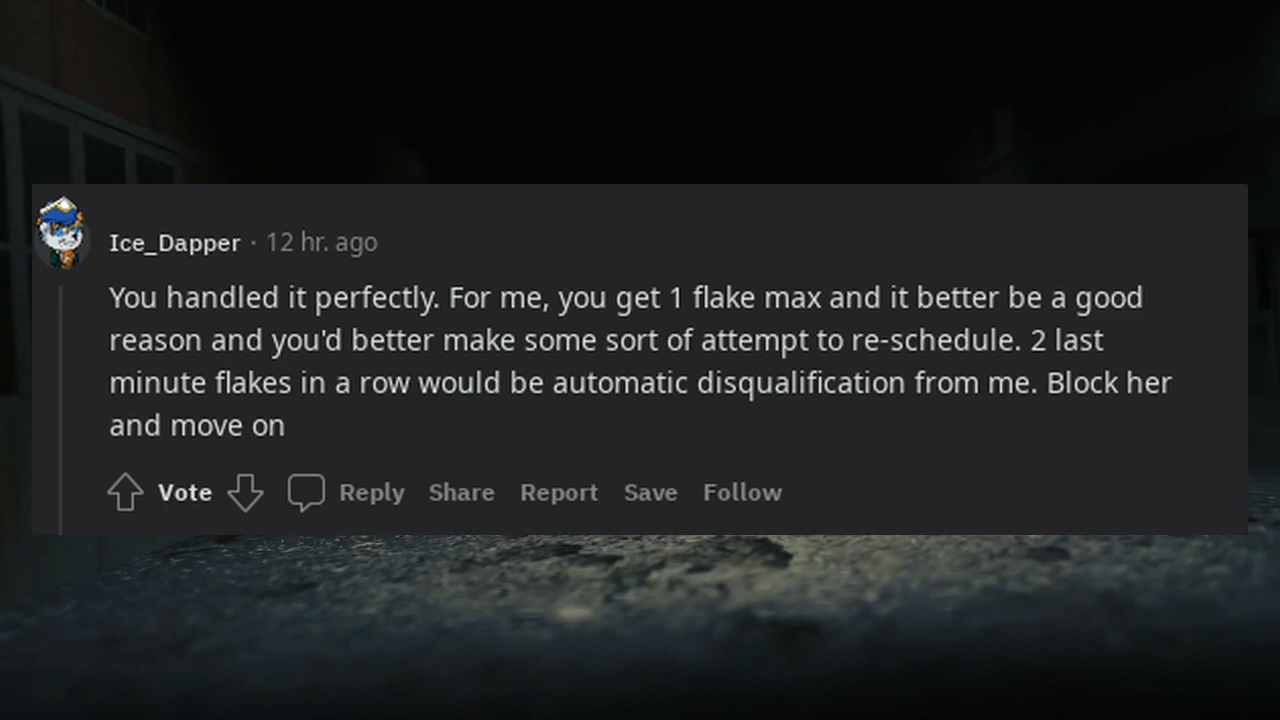 Ice_Dapper · 12 hr. ago
You handled it perfectly. For me, you get 1 flake max and it better be a good
reason and you'd better make some sort of attempt to re-schedule. 2 last
minute flakes in a row would be automatic disqualification from me. Block her
and move on
Vote Reply Share Report Save Follow